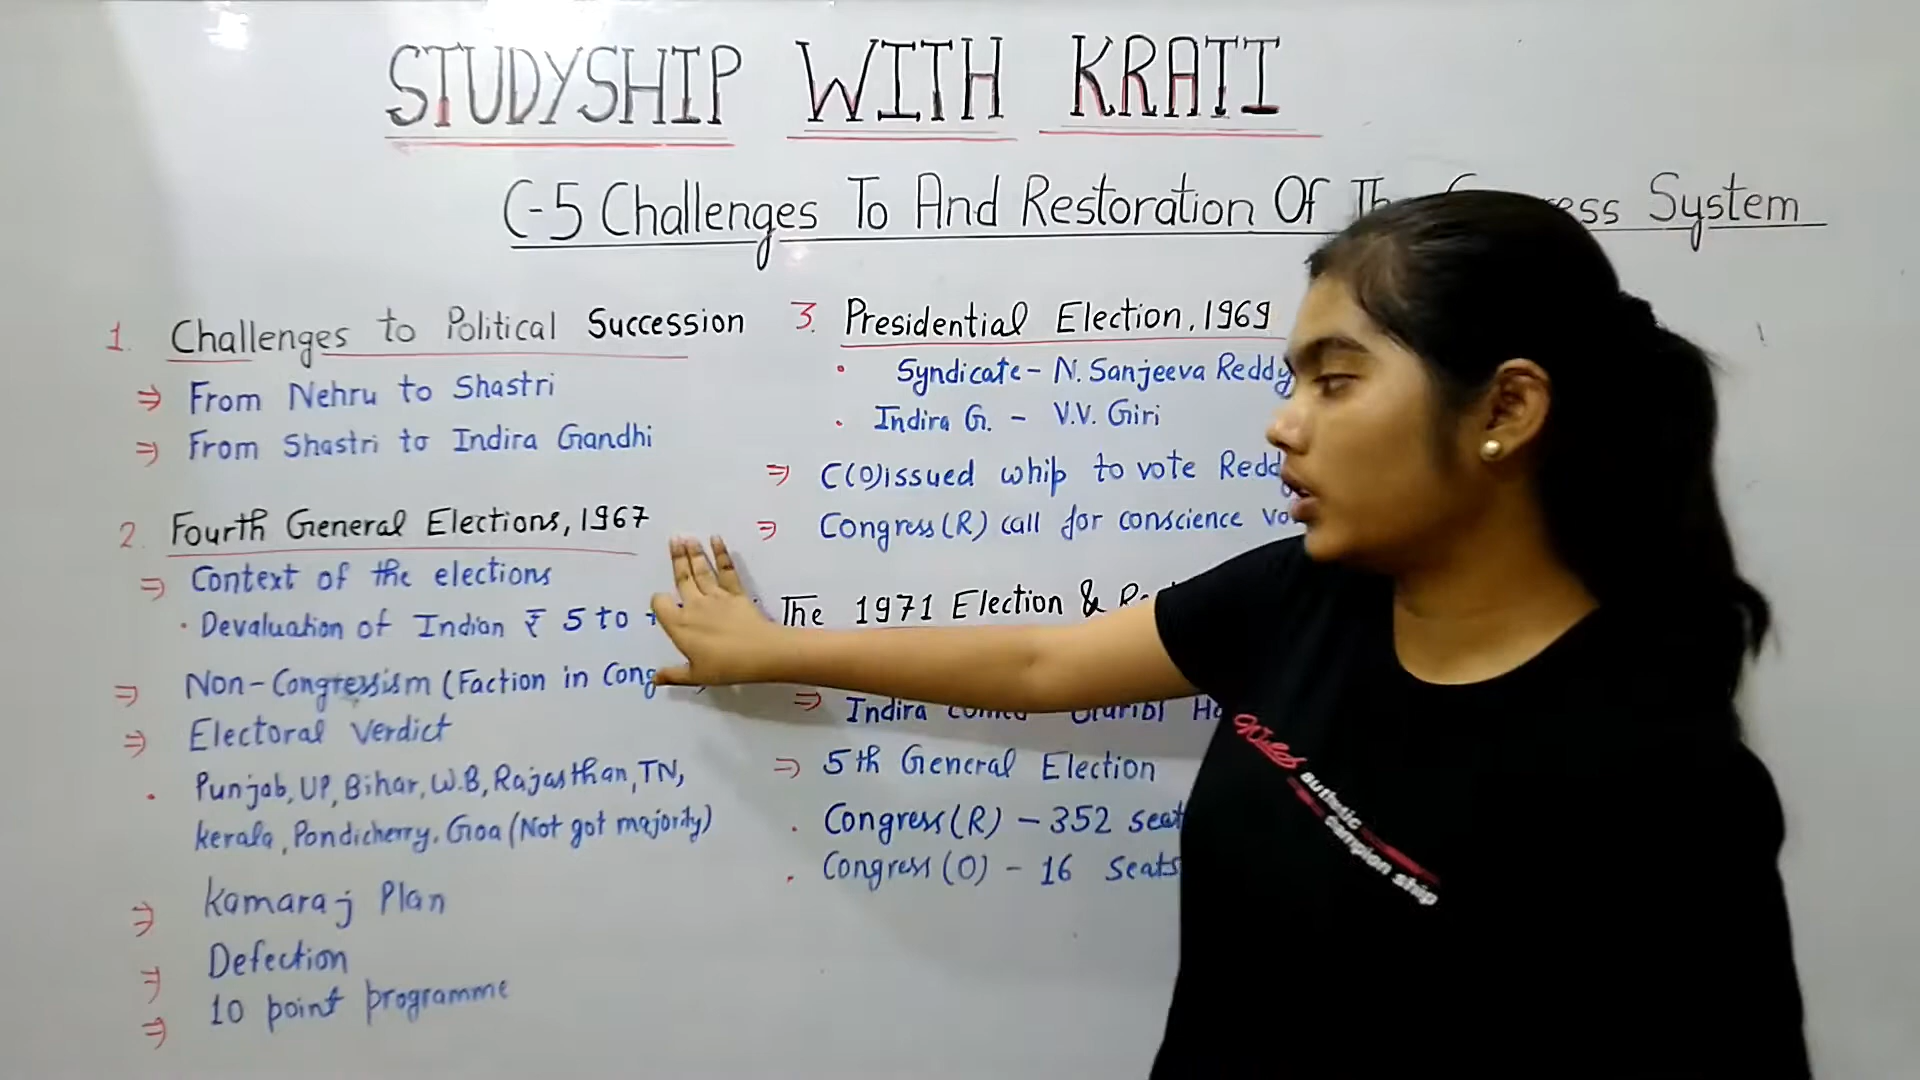 STUDYSHIP WITH KRATI
C-5 Challenges To And Restoration Of System
1. Challenges to Political Succession
⇒ From Nehru to Shastri
⇒ From Shastri to Indira Gandhi
2. Fourth General Elections, 1967
⇒ Context of the elections
• Devaluation of Indian ₹ 5 to
⇒ Non-Congressism (Faction in
⇒ Electoral Verdict
• Punjab, UP, Bihar, W.B, Rajasthan, TN,
Kerala, Pondicherry, Goa (Not got majority)
⇒ Kamaraj Plan
⇒ Defection
⇒ 10 point programme
3. Presidential Election, 1969
• Syndicate - N. Sanjeeva Reddy
• Indira G. - V.V. Giri
⇒ C(O) issued whip to vote
⇒ Congress (R) call for conscience
The 1971 Election &
⇒ Indira
⇒ 5th General Election
• Congress (R) - 352
• Congress (O) - 16 Seats
Authentic
Campion ship